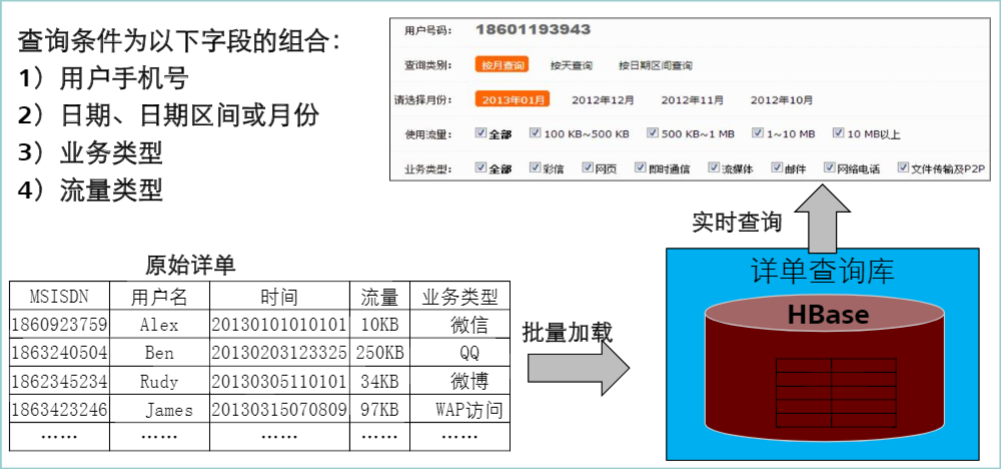 查询条件为以下字段的组合：
1）用户手机号
2）日期、日期区间或月份
3）业务类型
4）流量类型
用户号码： 18601193943
查询类别： 按月查询 按天查询 按日期区间查询
请选择月份： 2013年01月 2012年12月 2012年11月 2012年10月
使用流量： 全部 100 KB~500 KB 500 KB~1 MB 1~10 MB 10 MB以上
业务类型： 全部 彩信 网页 即时通信 流媒体 邮件 网络电话 文件传输及P2P
实时查询
原始详单
MSISDN 用户名 时间 流量 业务类型
1860923759 Alex 20130101010101 10KB 微信
1863240504 Ben 20130203123325 250KB QQ
1862345234 Rudy 20130305110101 34KB 微博
1863423246 James 20130315070809 97KB WAP访问
…… …… …… …… ……
批量加载
详单查询库
HBase